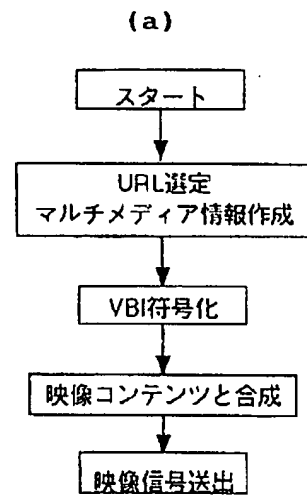 (a)
スタート
URL選定
マルチメディア情報作成
VBI符号化
映像コンテンツと合成
映像信号送出